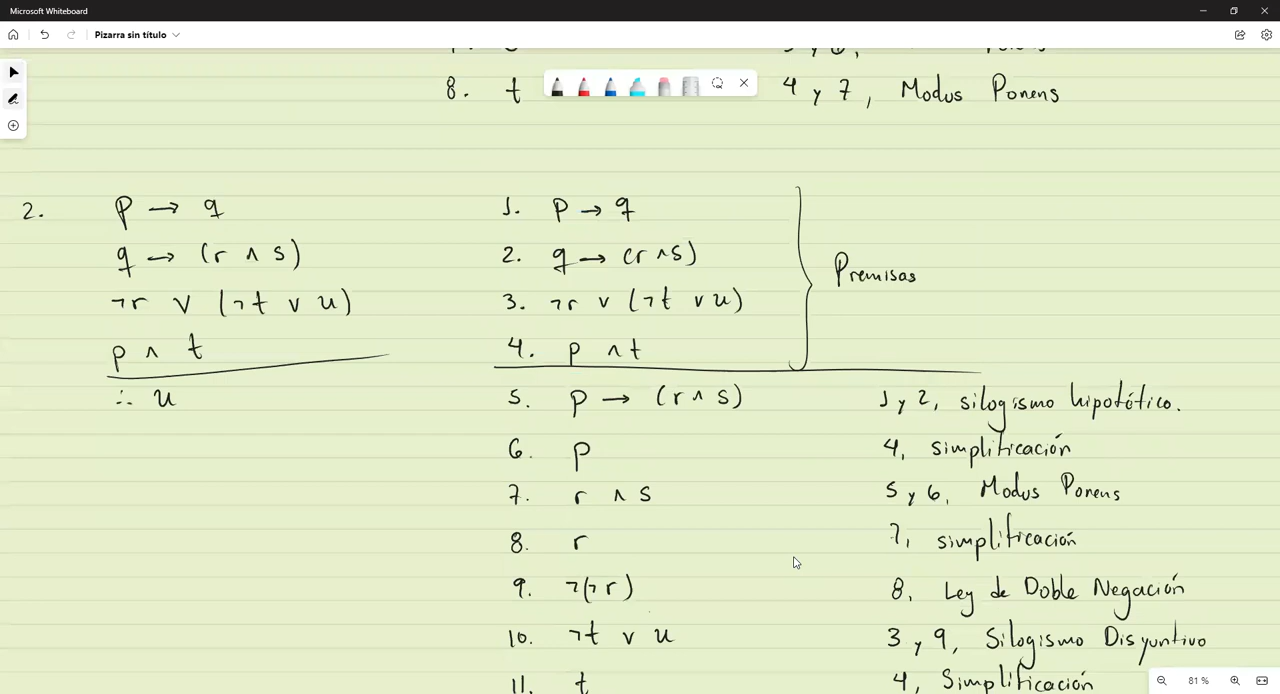 Microsoft Whiteboard
Pizarra sin título
8. t 4 y 7, Modus Ponens
2. p → q 1. p → q
q → (r ∧ s) 2. q → (r ∧ s)
¬r ∨ (¬t ∨ u) 3. ¬r ∨ (¬t ∨ u) Premisas
p ∧ t 4. p ∧ t
∴ u 5. p → (r ∧ s) 1 y 2, silogismo hipotótico.
6. p 4, simplificación
7. r ∧ s 5 y 6, Modus Ponens
8. r 7, simplificación
9. ¬(¬r) 8, Ley de Doble Negación
10. ¬t ∨ u 3 y 9, Silogismo Disyuntivo
11. t 4, Simplificación
81 %